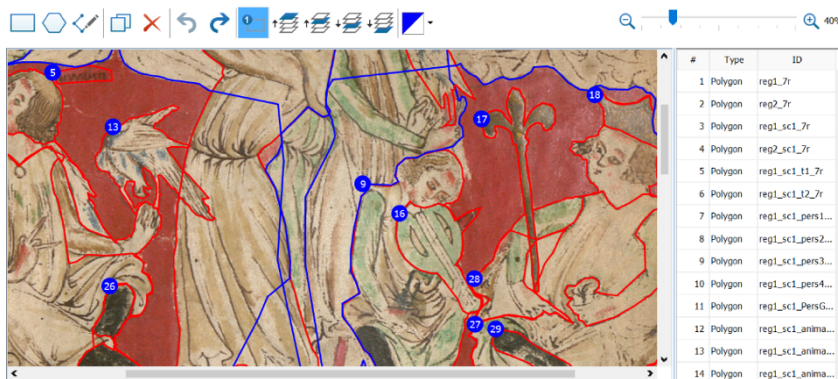 1
40%
# Type ID
1 Polygon reg1_7r
2 Polygon reg2_7r
3 Polygon reg1_sc1_7r
4 Polygon reg2_sc1_7r
5 Polygon reg1_sc1_t1_7r
6 Polygon reg1_sc1_t2_7r
7 Polygon reg1_sc1_pers1...
8 Polygon reg1_sc1_pers2...
9 Polygon reg1_sc1_pers3...
10 Polygon reg1_sc1_pers4...
11 Polygon reg1_sc1_PersG...
12 Polygon reg1_sc1_anima...
13 Polygon reg1_sc1_anima...
14 Polygon reg1_sc1_anima...
5
18
17
13
9
16
28
26
27
29